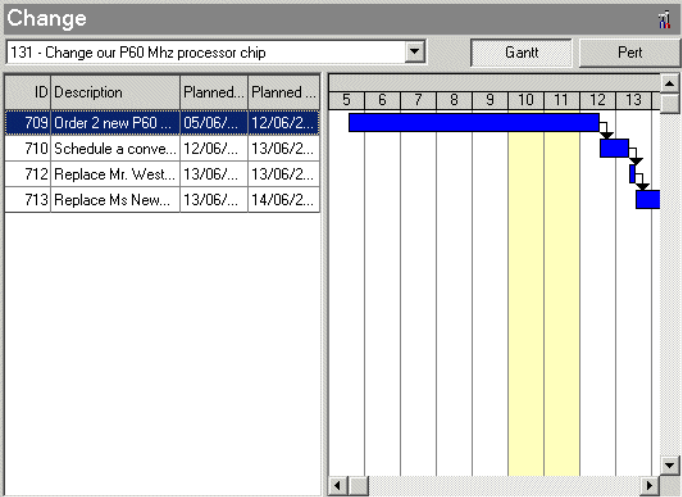 Change
131 - Change our P60 Mhz processor chip Gantt Pert
ID Description Planned... Planned ...
5 6 7 8 9 10 11 12 13
709 Order 2 new P60 ... 05/06/... 12/06/2...
710 Schedule a conve... 12/06/... 13/06/2...
712 Replace Mr. West... 13/06/... 13/06/2...
713 Replace Ms New... 13/06/... 14/06/2...